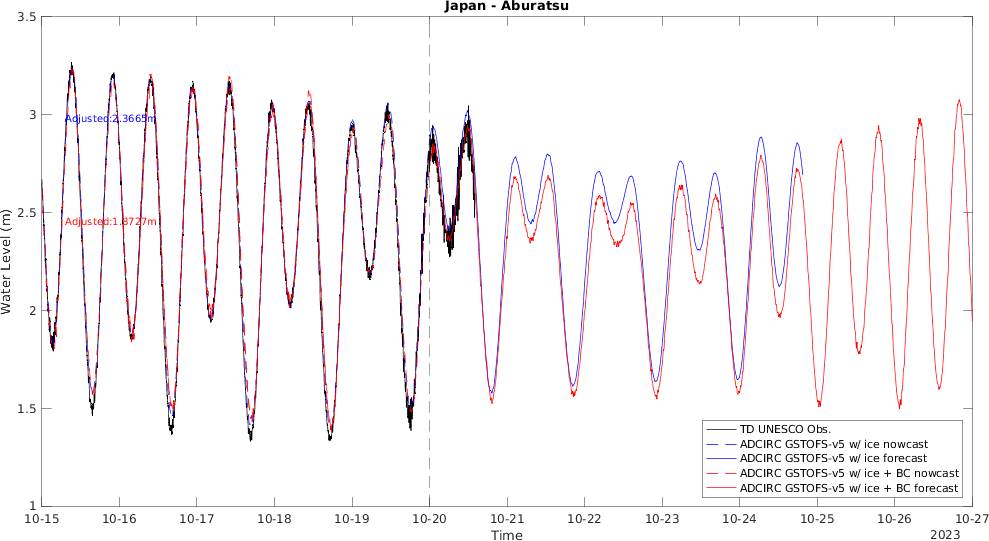 Japan - Aburatsu
3.5
3
2.5
2
1.5
1
Water Level (m)
Adjusted:2.3665m
Adjusted:1.8727m
TD UNESCO Obs.
ADCIRC GSTOFS-v5 w/ ice nowcast
ADCIRC GSTOFS-v5 w/ ice forecast
ADCIRC GSTOFS-v5 w/ ice + BC nowcast
ADCIRC GSTOFS-v5 w/ ice + BC forecast
10-15 10-16 10-17 10-18 10-19 10-20 10-21 10-22 10-23 10-24 10-25 10-26 10-27
Time
2023